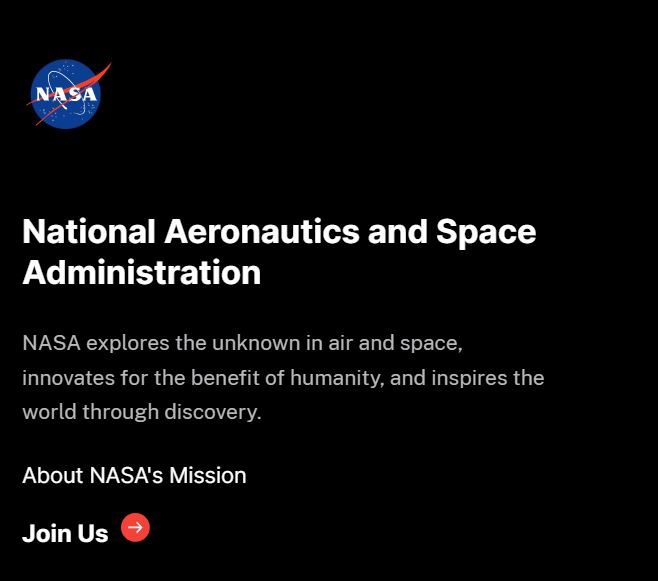 NASA
National Aeronautics and Space
Administration
NASA explores the unknown in air and space,
innovates for the benefit of humanity, and inspires the
world through discovery.
About NASA's Mission
Join Us